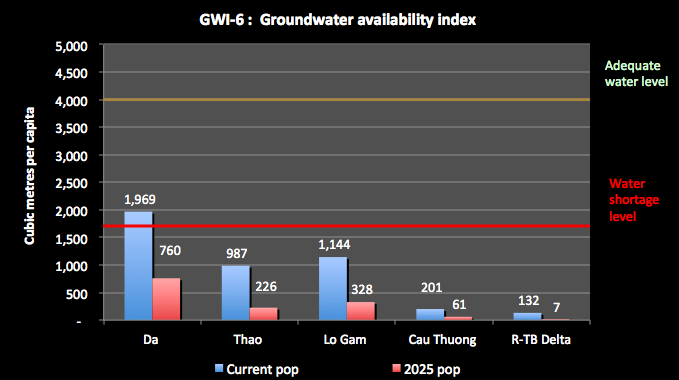 GWI-6 : Groundwater availability index
Cubic metres per capita
5,000
4,500
4,000
3,500
3,000
2,500
2,000
1,500
1,000
500
-
Adequate
water level
Water
shortage
level
1,969
760
987
226
1,144
328
201
61
132
7
Da
Thao
Lo Gam
Cau Thuong
R-TB Delta
Current pop
2025 pop